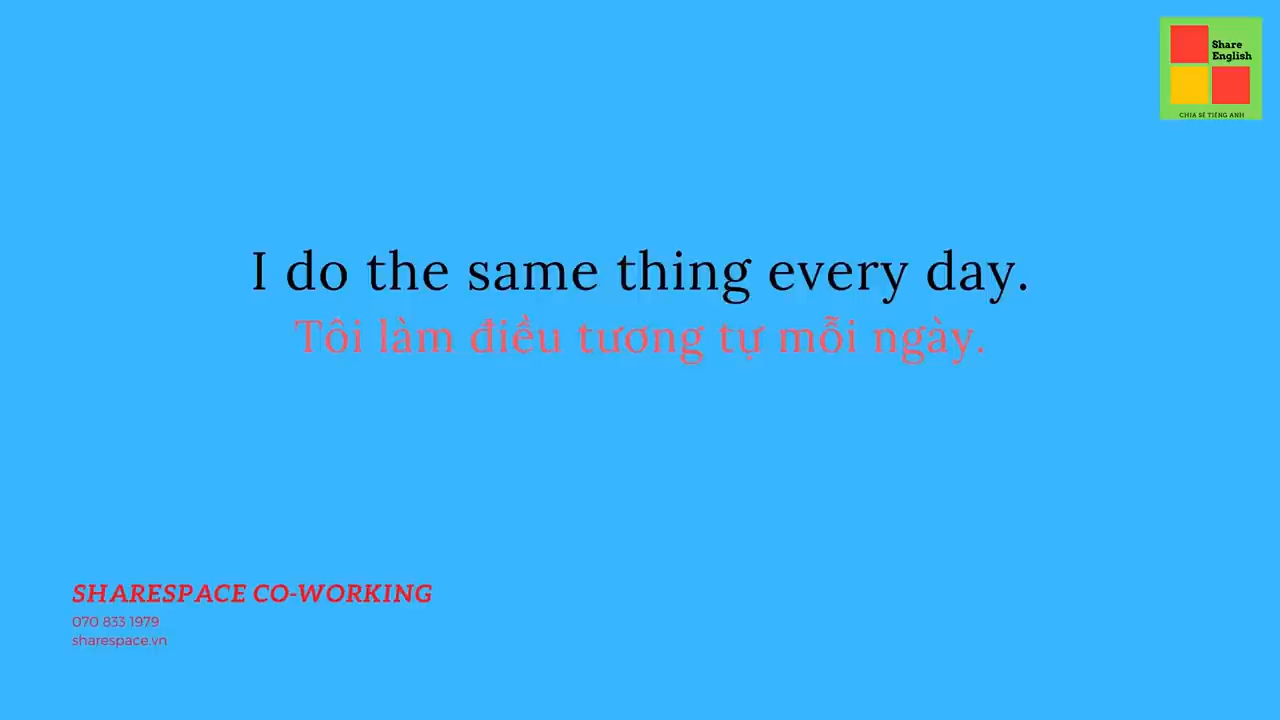 Share
English
CHIA SẺ TIẾNG ANH
I do the same thing every day.
Tôi làm điều tương tự mỗi ngày.
SHARESPACE CO-WORKING
070 833 1979
sharespace.vn